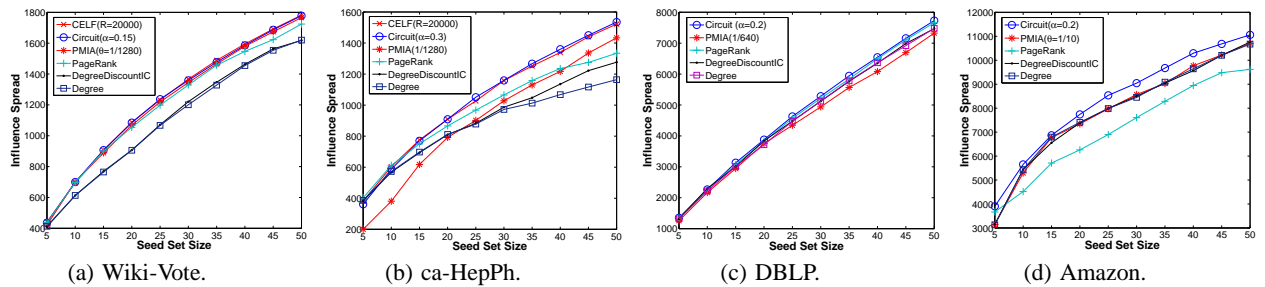 1800
1600
1400
1200
1000
800
600
400
Influence Spread
CELF(R=20000)
Circuit(α=0.15)
PMIA(θ=1/1280)
PageRank
DegreeDiscountIC
Degree
5 10 15 20 25 30 35 40 45 50
Seed Set Size
(a) Wiki-Vote.
1600
1400
1200
1000
800
600
400
200
Influence Spread
CELF(R=20000)
Circuit(α=0.3)
PMIA(1/1280)
PageRank
DegreeDiscountIC
Degree
5 10 15 20 25 30 35 40 45 50
Seed Set Size
(b) ca-HepPh.
8000
7000
6000
5000
4000
3000
2000
1000
Influence Spread
Circuit (α=0.2)
PMIA(1/640)
PageRank
DegreeDiscountIC
Degree
5 10 15 20 25 30 35 40 45 50
Seed Set Size
(c) DBLP.
12000
11000
10000
9000
8000
7000
6000
5000
4000
3000
Influence Spread
Circuit(α=0.2)
PMIA(θ=1/10)
PageRank
DegreeDiscountIC
Degree
5 10 15 20 25 30 35 40 45 50
Seed Set Size
(d) Amazon.